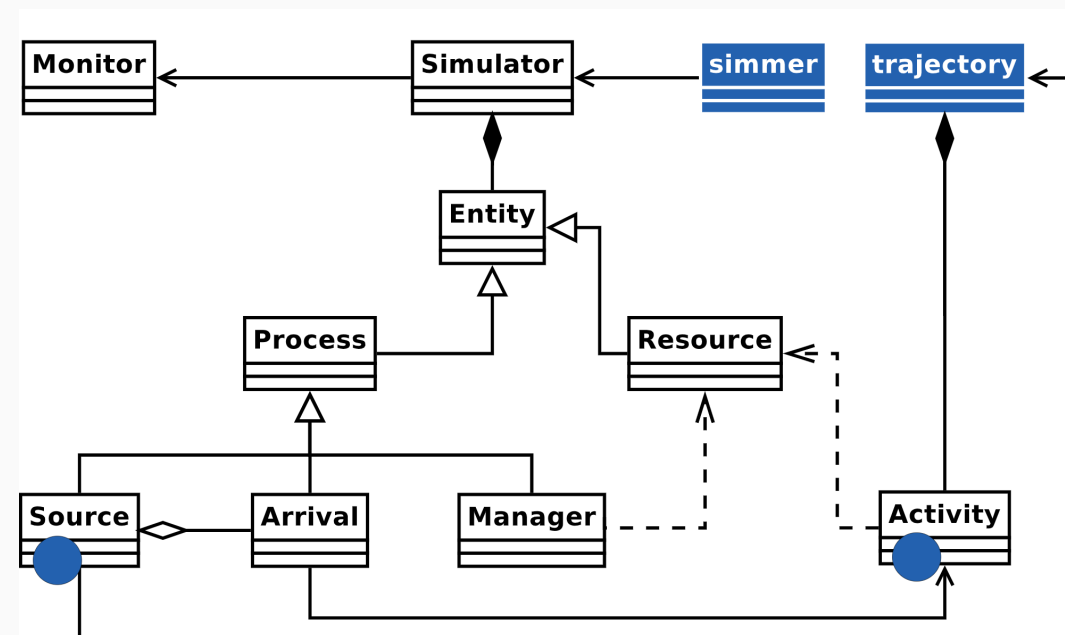 Monitor
Simulator
simmer
trajectory
Entity
Process
Resource
Source
Arrival
Manager
Activity